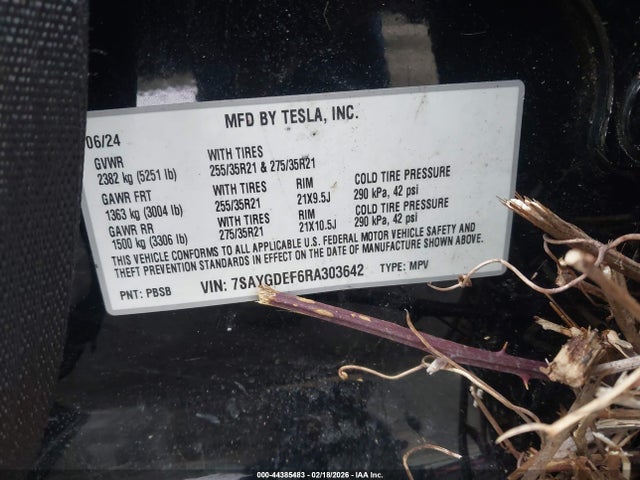 MFD BY TESLA, INC.
06/24
GVWR
2382 kg (5251 lb)
WITH TIRES
255/35R21 & 275/35R21
GAWR FRT
1363 kg (3004 lb)
WITH TIRES
255/35R21
RIM
21X9.5J
COLD TIRE PRESSURE
290 kPa, 42 psi
GAWR RR
1500 kg (3306 lb)
WITH TIRES
275/35R21
RIM
21X10.5J
COLD TIRE PRESSURE
290 kPa, 42 psi
THIS VEHICLE CONFORMS TO ALL APPLICABLE U.S. FEDERAL MOTOR VEHICLE SAFETY AND
THEFT PREVENTION STANDARDS IN EFFECT ON THE DATE OF MANUFACTURE SHOWN ABOVE.
PNT: PBSB VIN: 7SAYGDEF6RA303642 TYPE: MPV
000-44385483 - 02/18/2026 - IAA Inc.